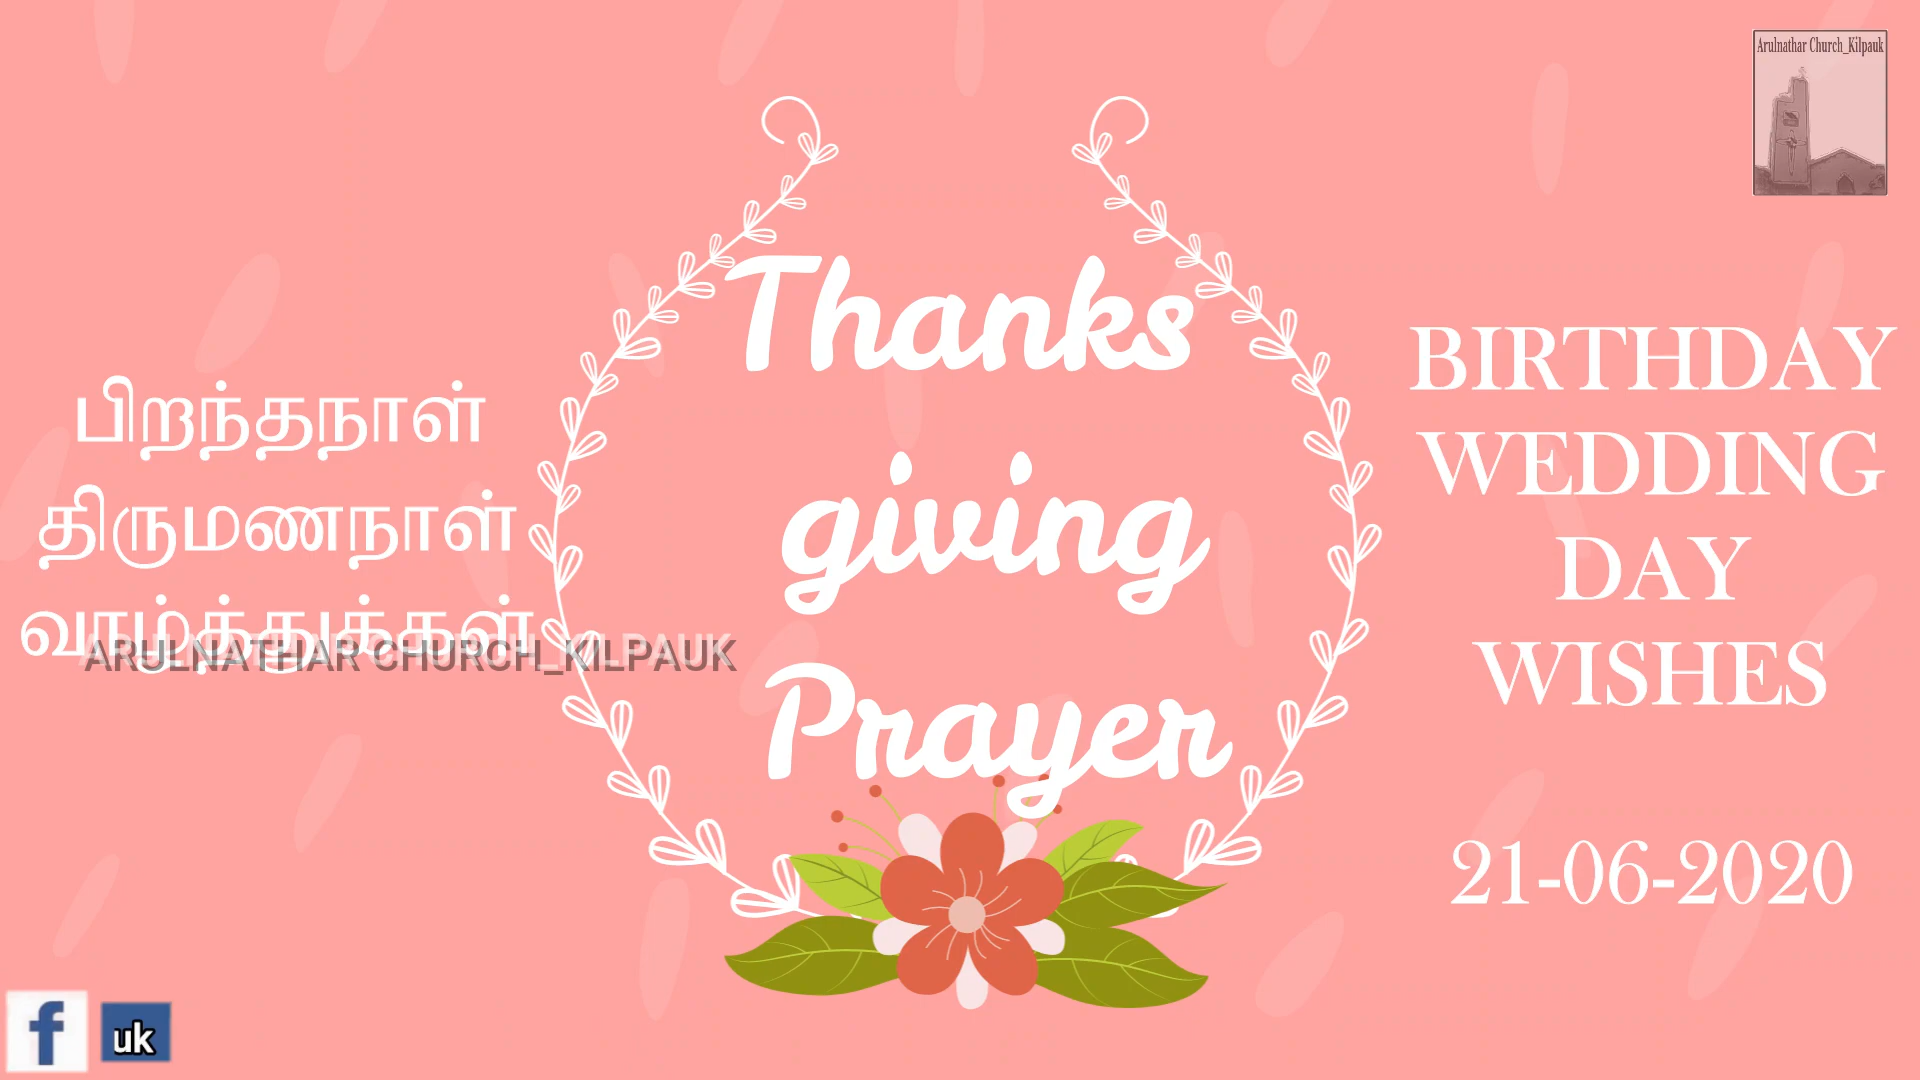 Arulnathar Church_Kilpauk
பிறந்தநாள்
திருமணநாள்
வாழ்த்துக்கள்
ARULNATHAR CHURCH_KILPAUK
Thanks
giving
Prayer
BIRTHDAY
WEDDING
DAY
WISHES
21-06-2020
f
uk